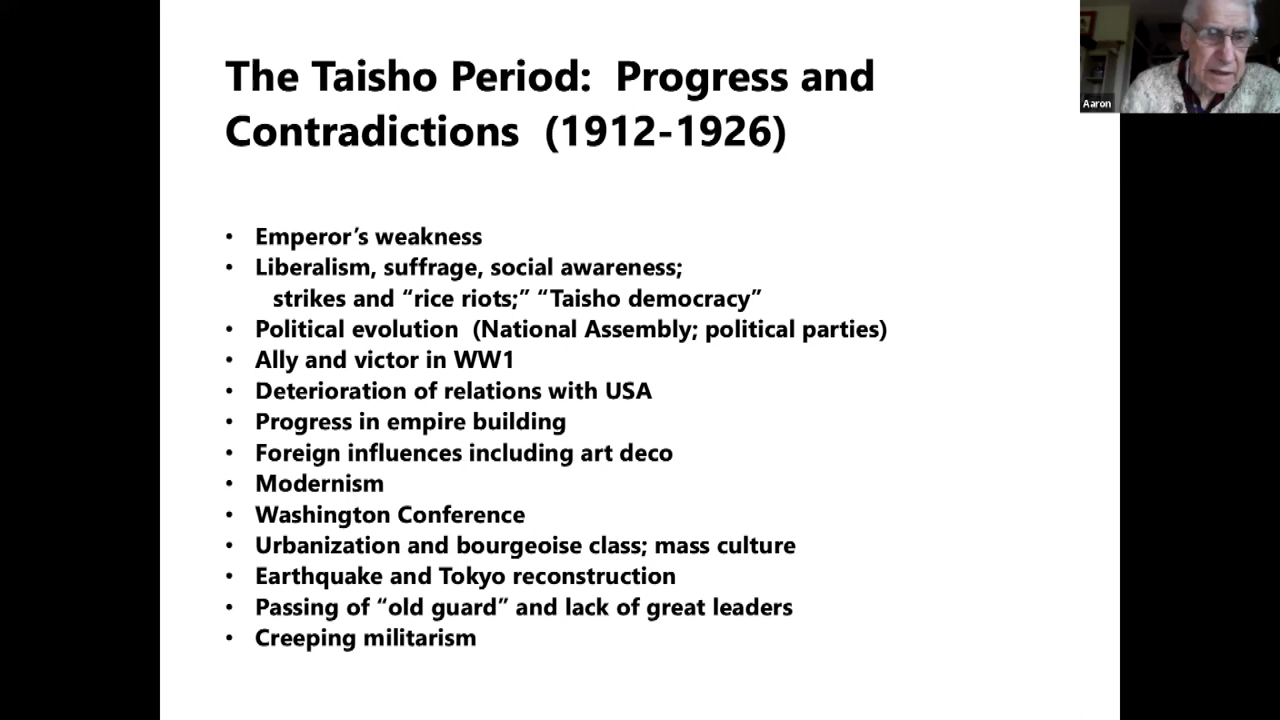 The Taisho Period:  Progress and
Contradictions  (1912-1926)
• Emperor’s weakness
• Liberalism, suffrage, social awareness;
strikes and “rice riots;” “Taisho democracy”
• Political evolution  (National Assembly; political parties)
• Ally and victor in WW1
• Deterioration of relations with USA
• Progress in empire building
• Foreign influences including art deco
• Modernism
• Washington Conference
• Urbanization and bourgeoise class; mass culture
• Earthquake and Tokyo reconstruction
• Passing of “old guard” and lack of great leaders
• Creeping militarism
Aaron